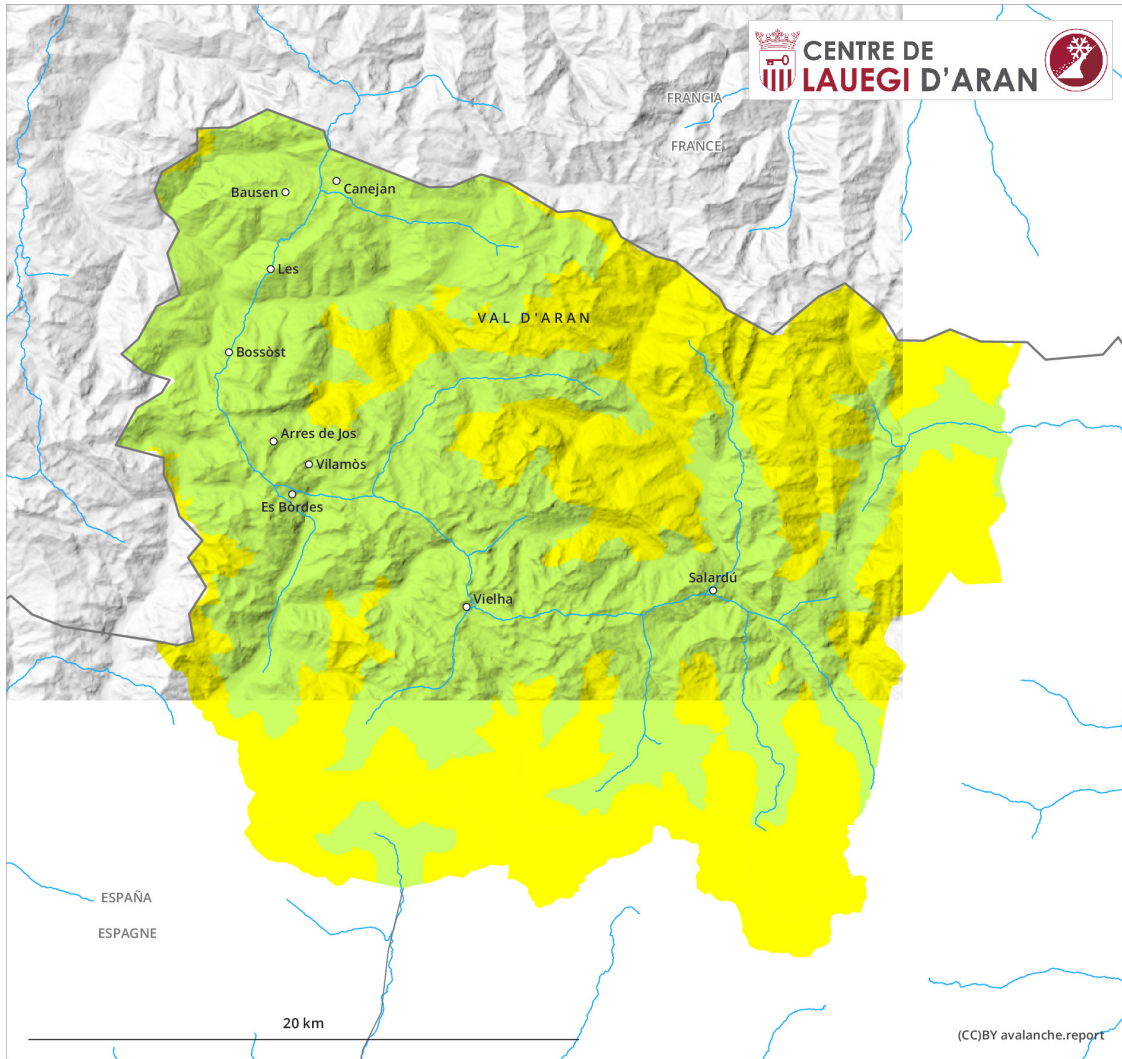 CENTRE DE
LAUEGI D'ARAN
FRANCIA
FRANCE
Bausen
Canejan
Les
VAL D'ARAN
Bossòst
Arres de Jos
Vilamòs
Es Bòrdes
Salardú
Vielha
ESPAÑA
ESPAGNE
20 km
(CC)BY avalanche.report